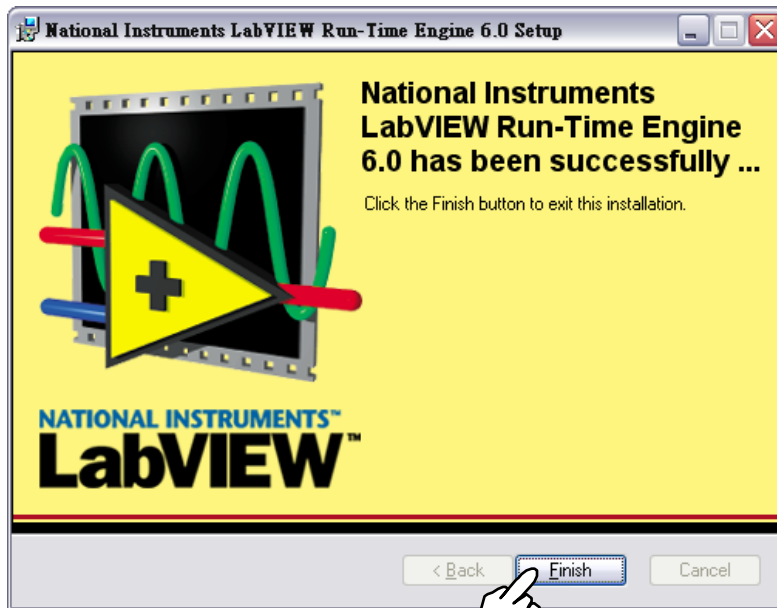 National Instruments LabVIEW Run-Time Engine 6.0 Setup
National Instruments
LabVIEW Run-Time Engine
6.0 has been successfully ...
Click the Finish button to exit this installation.
NATIONAL INSTRUMENTS™
LabVIEW™
< Back Finish Cancel